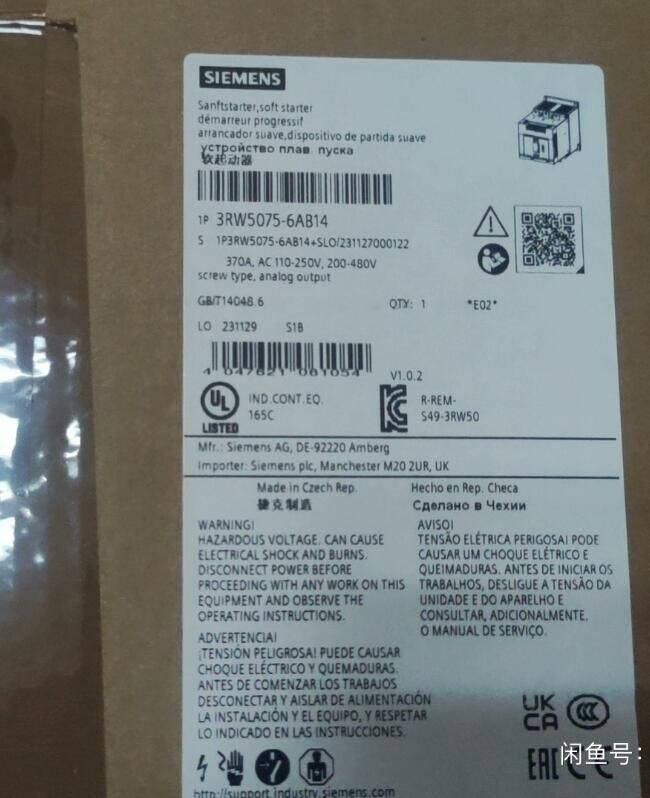 SIEMENS
Sanftstarter,soft starter
démarreur progressif
arrancador suave,dispositivo de partida suave
устройство плав. пуска
软起动器
1P 3RW5075-6AB14
S 1P3RW5075-6AB14+SLO/231127000122
370A, AC 110-250V, 200-480V
screw type, analog output
GB/T14048.6 QTY: 1 *E02*
LO 231129 S1B
4 047621 081054
V1.0.2
UL
LISTED
IND.CONT.EQ.
165C
R-REM-
S49-3RW50
Mfr.: Siemens AG, DE-92220 Amberg
Importer: Siemens plc, Manchester M20 2UR, UK
Made in Czech Rep. Hecho en Rep. Checa
捷克制造 Сделано в Чехии
WARNING!
HAZARDOUS VOLTAGE. CAN CAUSE
ELECTRICAL SHOCK AND BURNS.
DISCONNECT POWER BEFORE
PROCEEDING WITH ANY WORK ON THIS
EQUIPMENT AND OBSERVE THE
OPERATING INSTRUCTIONS.
AVISO!
TENSÃO ELÉTRICA PERIGOSA! PODE
CAUSAR UM CHOQUE ELÉTRICO E
QUEIMADURAS. ANTES DE INICIAR OS
TRABALHOS, DESLIGUE A TENSÃO DA
UNIDADE E DO APARELHO E
CONSULTAR, ADICIONALMENTE,
O MANUAL DE SERVIÇO.
ADVERTENCIA!
¡TENSIÓN PELIGROSA! PUEDE CAUSAR
CHOQUE ELÉCTRICO Y QUEMADURAS.
ANTES DE COMENZAR LOS TRABAJOS
DESCONECTAR Y AISLAR DE ALIMENTACIÓN
LA INSTALACIÓN Y EL EQUIPO, Y RESPETAR
LO INDICADO EN LAS INSTRUCCIONES.
UK
CA
CCC
EAC CE
闲鱼号：
http://support.industry.siemens.com